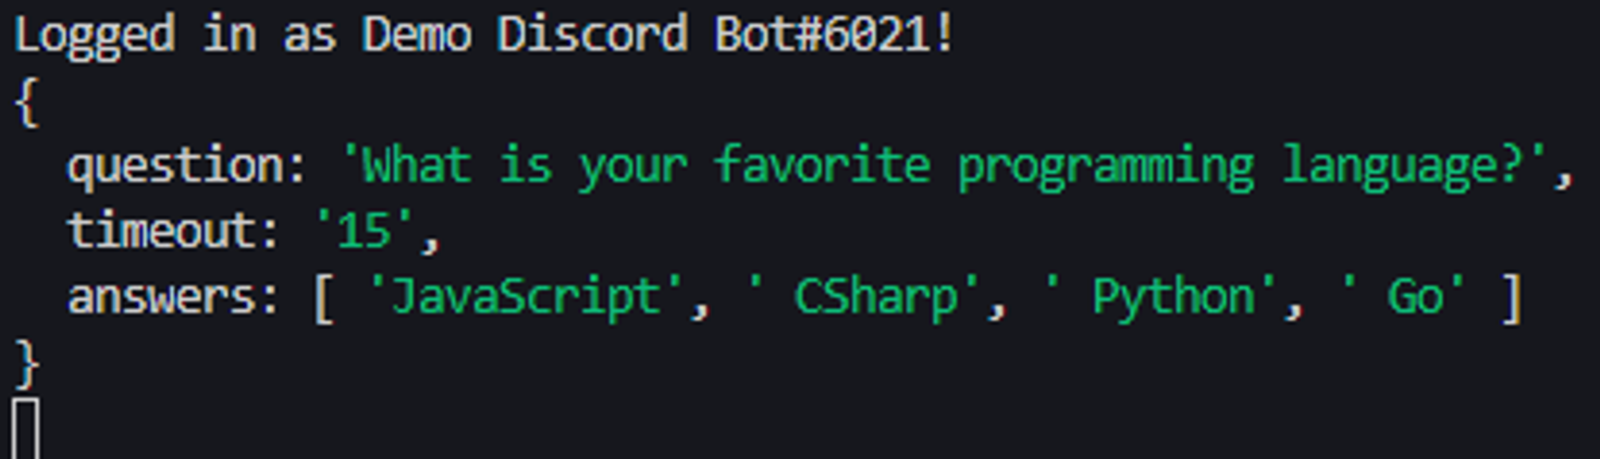 Logged in as Demo Discord Bot#6021!
{
  question: 'What is your favorite programming language?',
  timeout: '15',
  answers: [ 'JavaScript', ' CSharp', ' Python', ' Go' ]
}